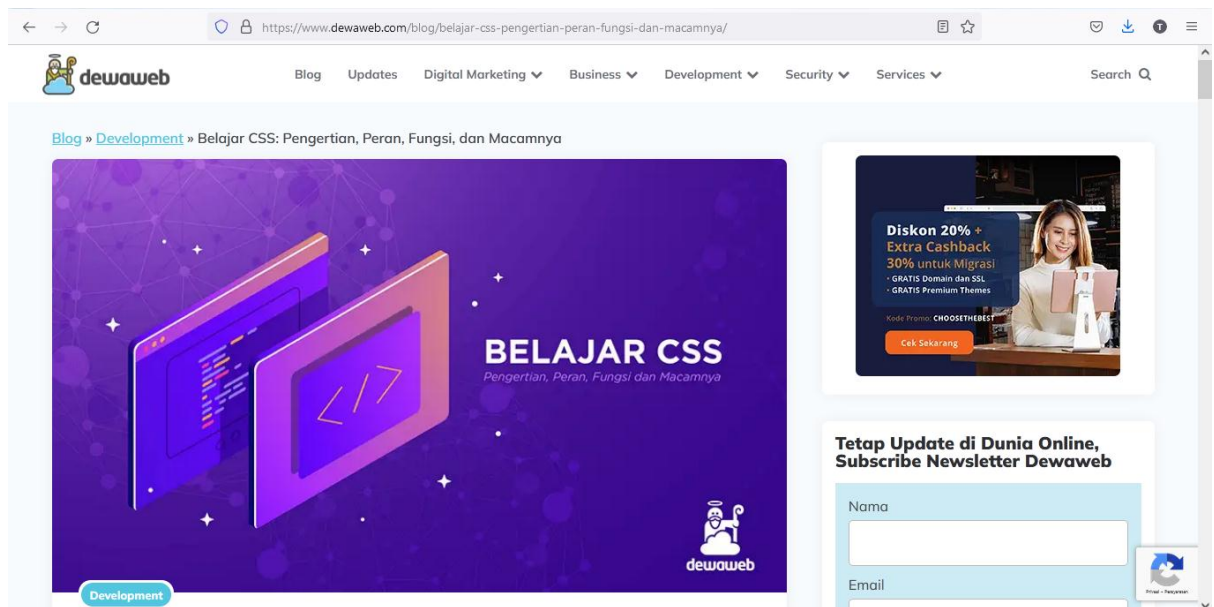 https://www.dewaweb.com/blog/belajar-css-pengertian-peran-fungsi-dan-macamnya/
T
dewaweb
Blog Updates Digital Marketing Business Development Security Services Search
Blog » Development » Belajar CSS: Pengertian, Peran, Fungsi, dan Macamnya
BELAJAR CSS
Pengertian, Peran, Fungsi dan Macamnya
dewaweb
Development
Diskon 20% +
Extra Cashback
30% untuk Migrasi
- GRATIS Domain dan SSL
- GRATIS Premium Themes
Kode Promo: CHOOSETHEBEST
Cek Sekarang
Tetap Update di Dunia Online,
Subscribe Newsletter Dewaweb
Nama
Email